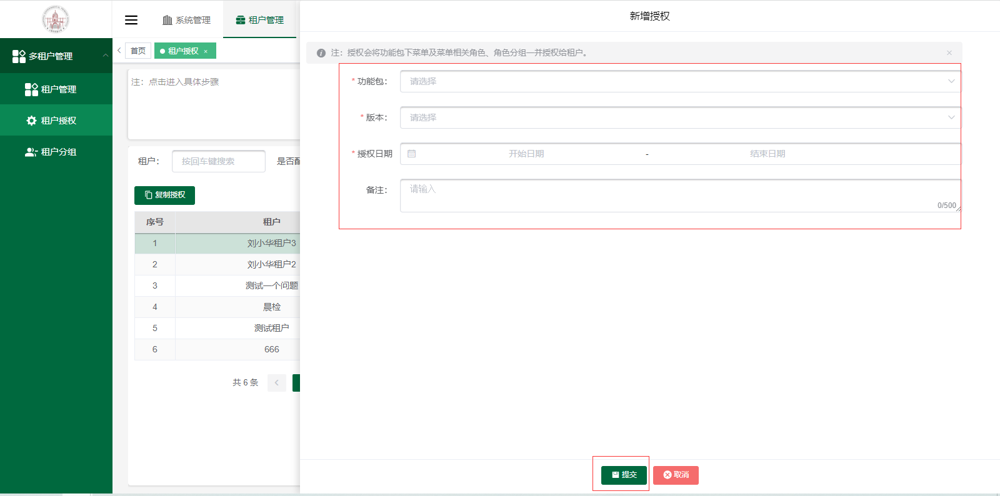 系统管理
租户管理
新增授权
多租户管理
租户管理
租户授权
租户分组
首页
租户授权 ×
注：点击进入具体步骤
租户： 按回车键搜索 是否配
复制授权
序号 租户
1 刘小华租户3
2 刘小华租户2
3 测试一个问题
4 晨检
5 测试租户
6 666
共 6 条
注：授权会将功能包下菜单及菜单相关角色、角色分组一并授权给租户。
* 功能包： 请选择
* 版本： 请选择
* 授权日期 开始日期 - 结束日期
备注： 请输入
0/500
提交
取消